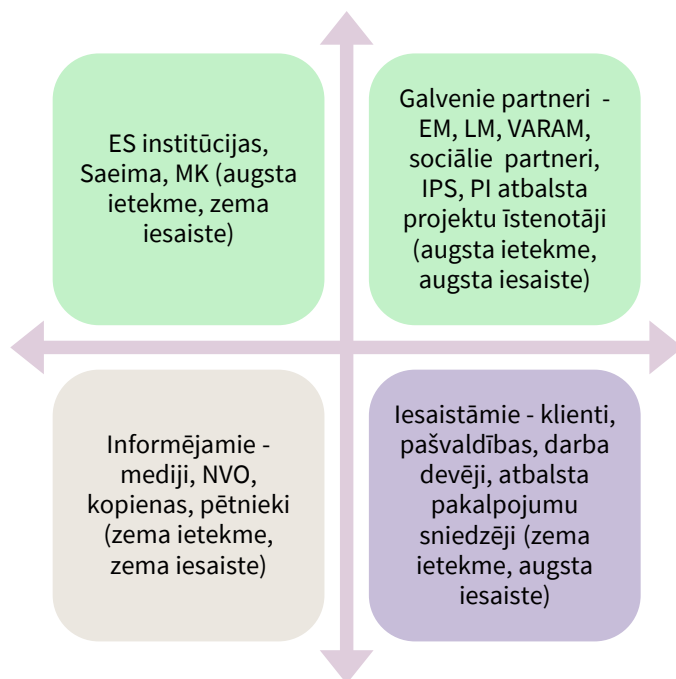 ES institūcijas,
Saeima, MK (augsta
ietekme, zema
iesaiste)
Galvenie partneri -
EM, LM, VARAM,
sociālie partneri,
IPS, PI atbalsta
projektu īstenotāji
(augsta ietekme,
augsta iesaiste)
Informējamie -
mediji, NVO,
kopienas, pētnieki
(zema ietekme,
zema iesaiste)
Iesaistāmie - klienti,
pašvaldības, darba
devēji, atbalsta
pakalpojumu
sniedzēji (zema
ietekme, augsta
iesaiste)